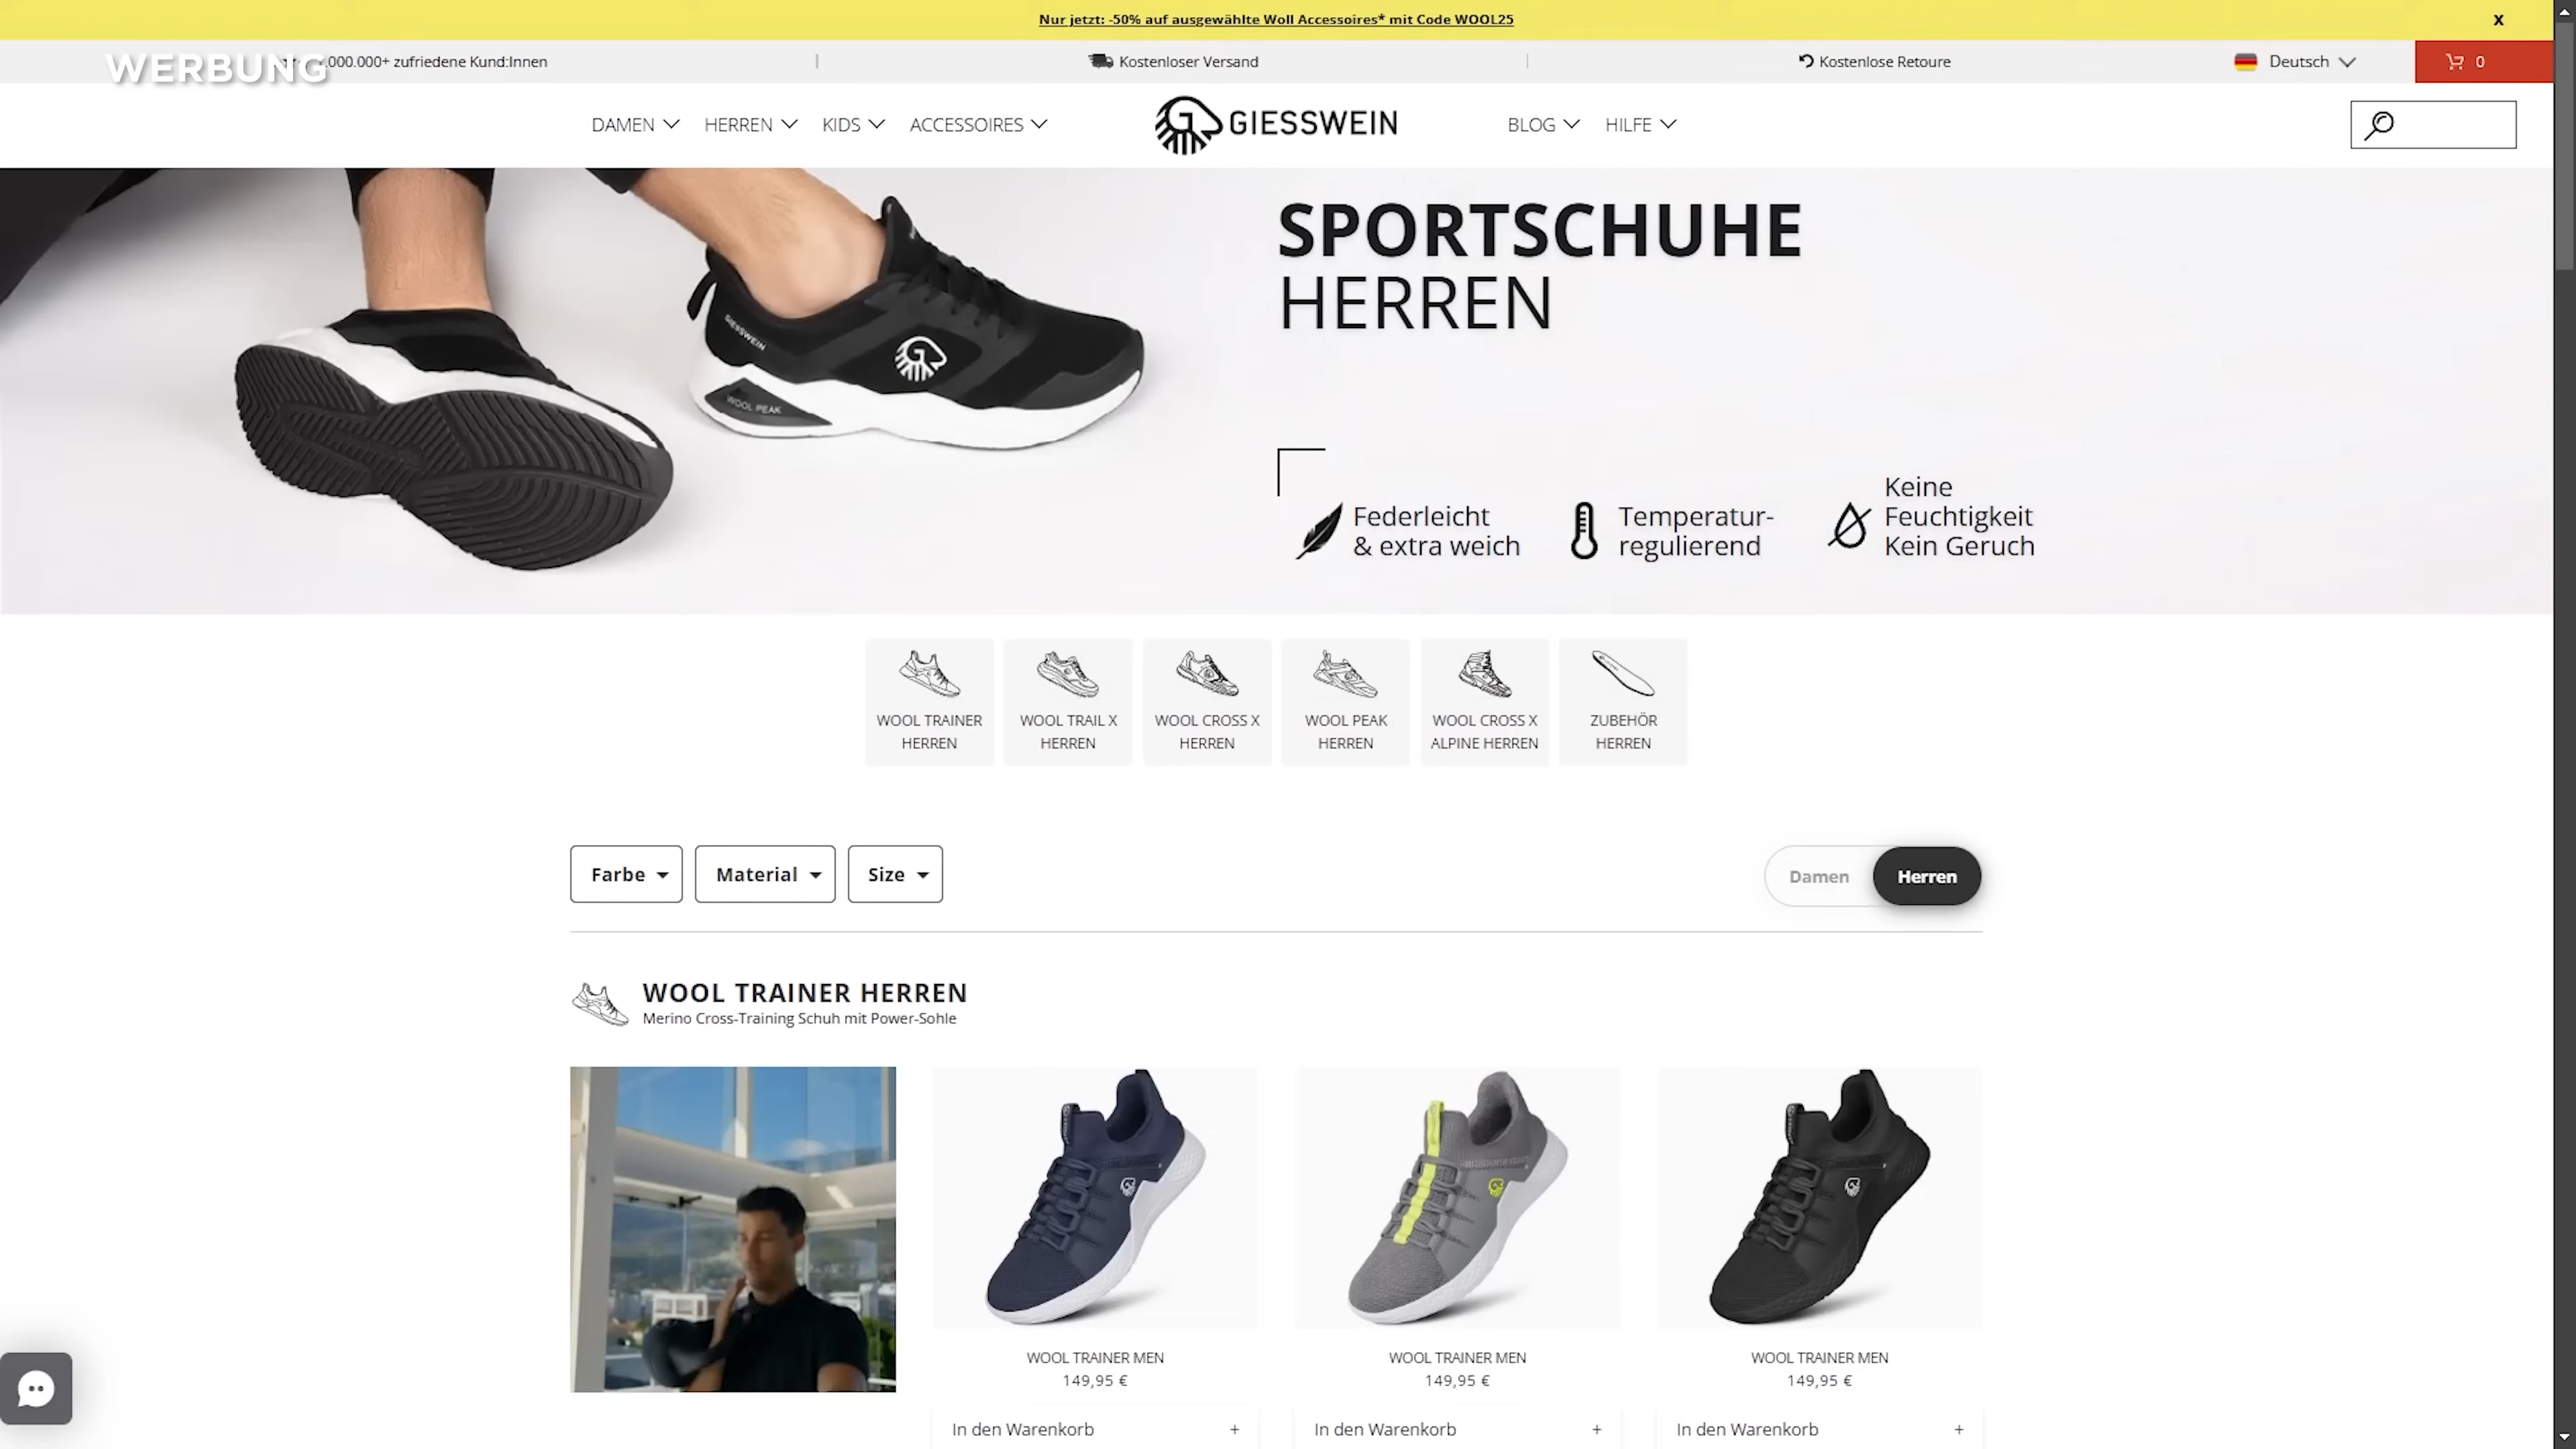 Nur jetzt: -50% auf ausgewählte Woll Accessoires* mit Code WOOL25
x
WERBUNG
.000.000+ zufriedene Kund:Innen
Kostenloser Versand
Kostenlose Retoure
Deutsch
0
DAMEN
HERREN
KIDS
ACCESSOIRES
GIESSWEIN
BLOG
HILFE
SPORTSCHUHE
HERREN
GIESSWEIN
WOOL PEAK
Federleicht
& extra weich
Temperatur-
regulierend
Keine
Feuchtigkeit
Kein Geruch
WOOL TRAINER
HERREN
WOOL TRAIL X
HERREN
WOOL CROSS X
HERREN
WOOL PEAK
HERREN
WOOL CROSS X
ALPINE HERREN
ZUBEHÖR
HERREN
Farbe
Material
Size
Damen
Herren
WOOL TRAINER HERREN
Merino Cross-Training Schuh mit Power-Sohle
WOOL TRAINER MEN
149,95 €
In den Warenkorb +
WOOL TRAINER MEN
149,95 €
In den Warenkorb +
WOOL TRAINER MEN
149,95 €
In den Warenkorb +